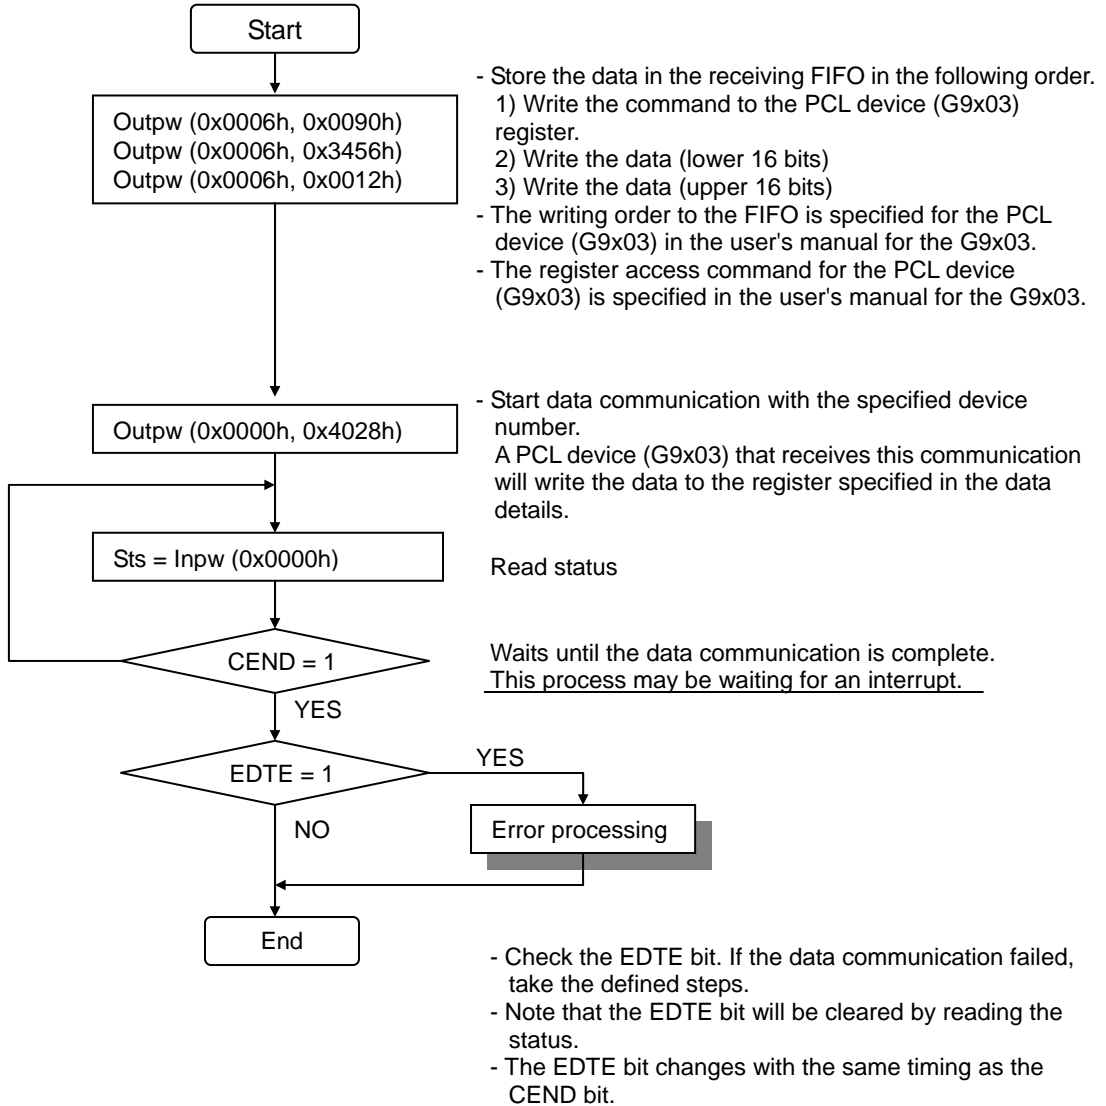 Start
- Store the data in the receiving FIFO in the following order.
1) Write the command to the PCL device (G9x03)
register.
2) Write the data (lower 16 bits)
3) Write the data (upper 16 bits)
- The writing order to the FIFO is specified for the PCL
device (G9x03) in the user's manual for the G9x03.
- The register access command for the PCL device
(G9x03) is specified in the user's manual for the G9x03.
Outpw (0x0006h, 0x0090h)
Outpw (0x0006h, 0x3456h)
Outpw (0x0006h, 0x0012h)
Outpw (0x0000h, 0x4028h)
- Start data communication with the specified device
number.
A PCL device (G9x03) that receives this communication
will write the data to the register specified in the data
details.
Sts = Inpw (0x0000h)
Read status
CEND = 1
Waits until the data communication is complete.
This process may be waiting for an interrupt.
YES
EDTE = 1
YES
NO
Error processing
End
- Check the EDTE bit. If the data communication failed,
take the defined steps.
- Note that the EDTE bit will be cleared by reading the
status.
- The EDTE bit changes with the same timing as the
CEND bit.